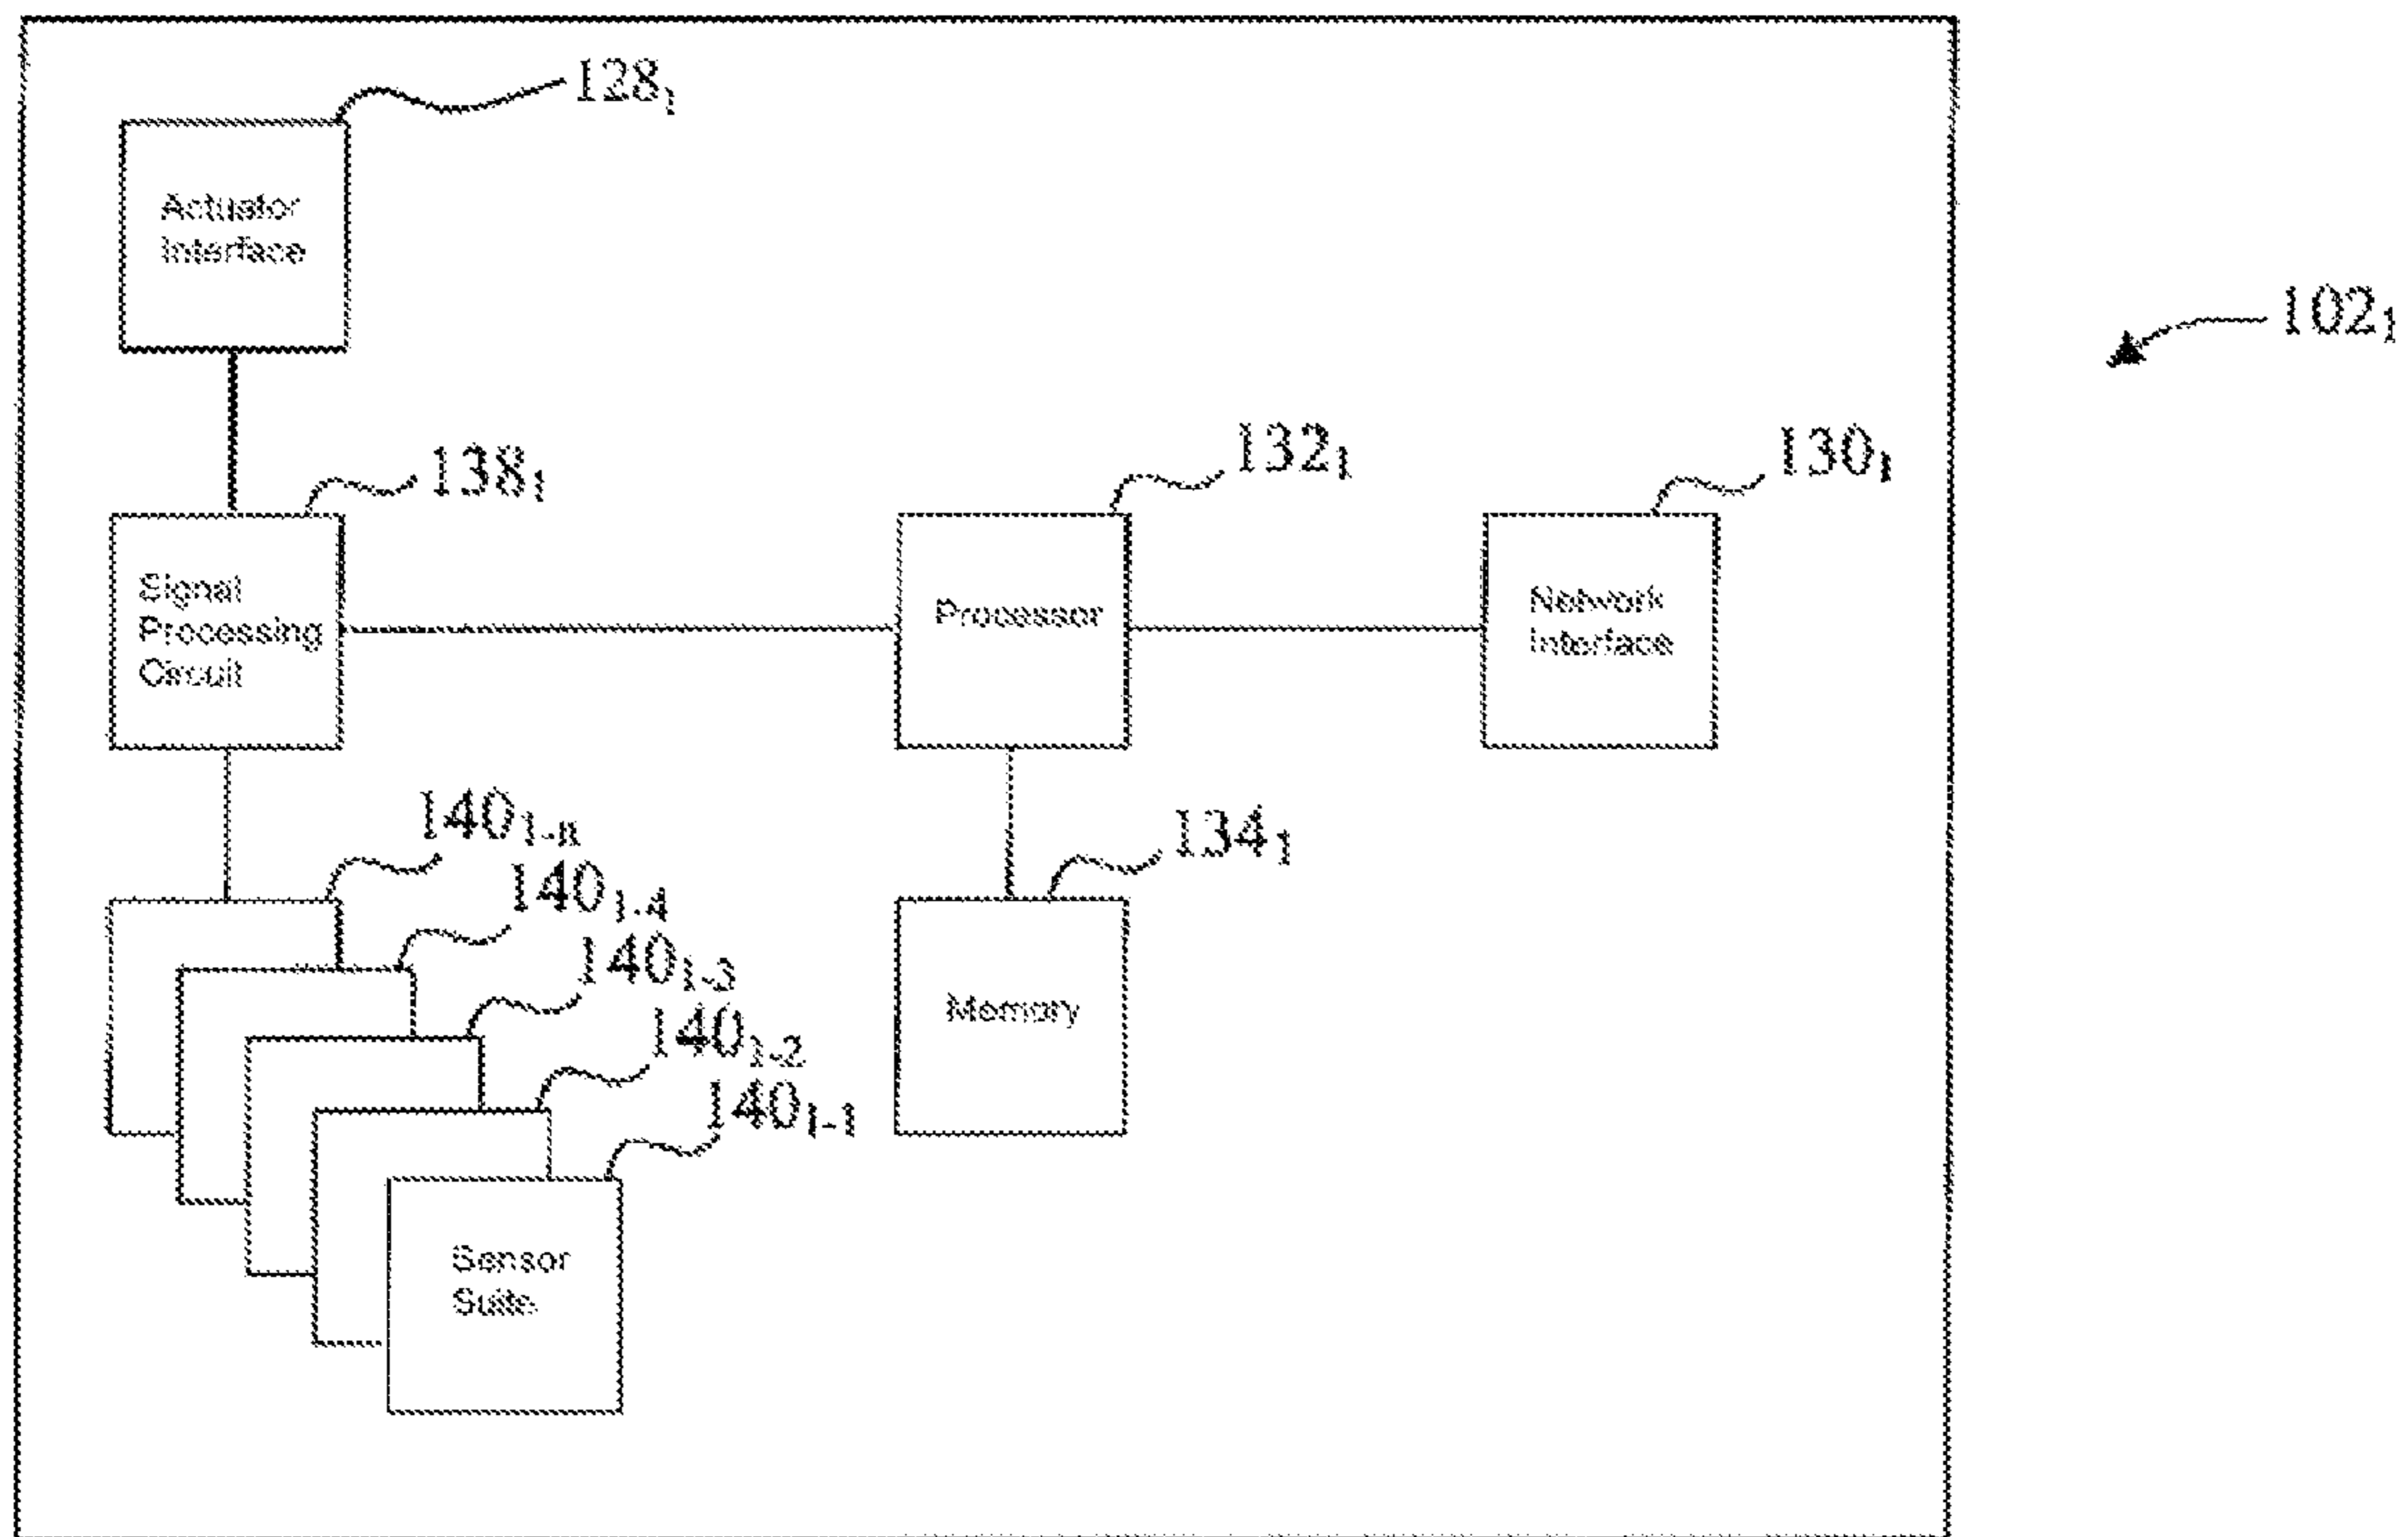 128₁
Actuator
Interface
102₁
138₁
132₁
130₁
Signal
Processing
Circuit
Processor
Network
Interface
140₁₋ₙ
134₁
140₁₋₄
140₁₋₃
140₁₋₂
140₁₋₁
Memory
Sensor
Suite